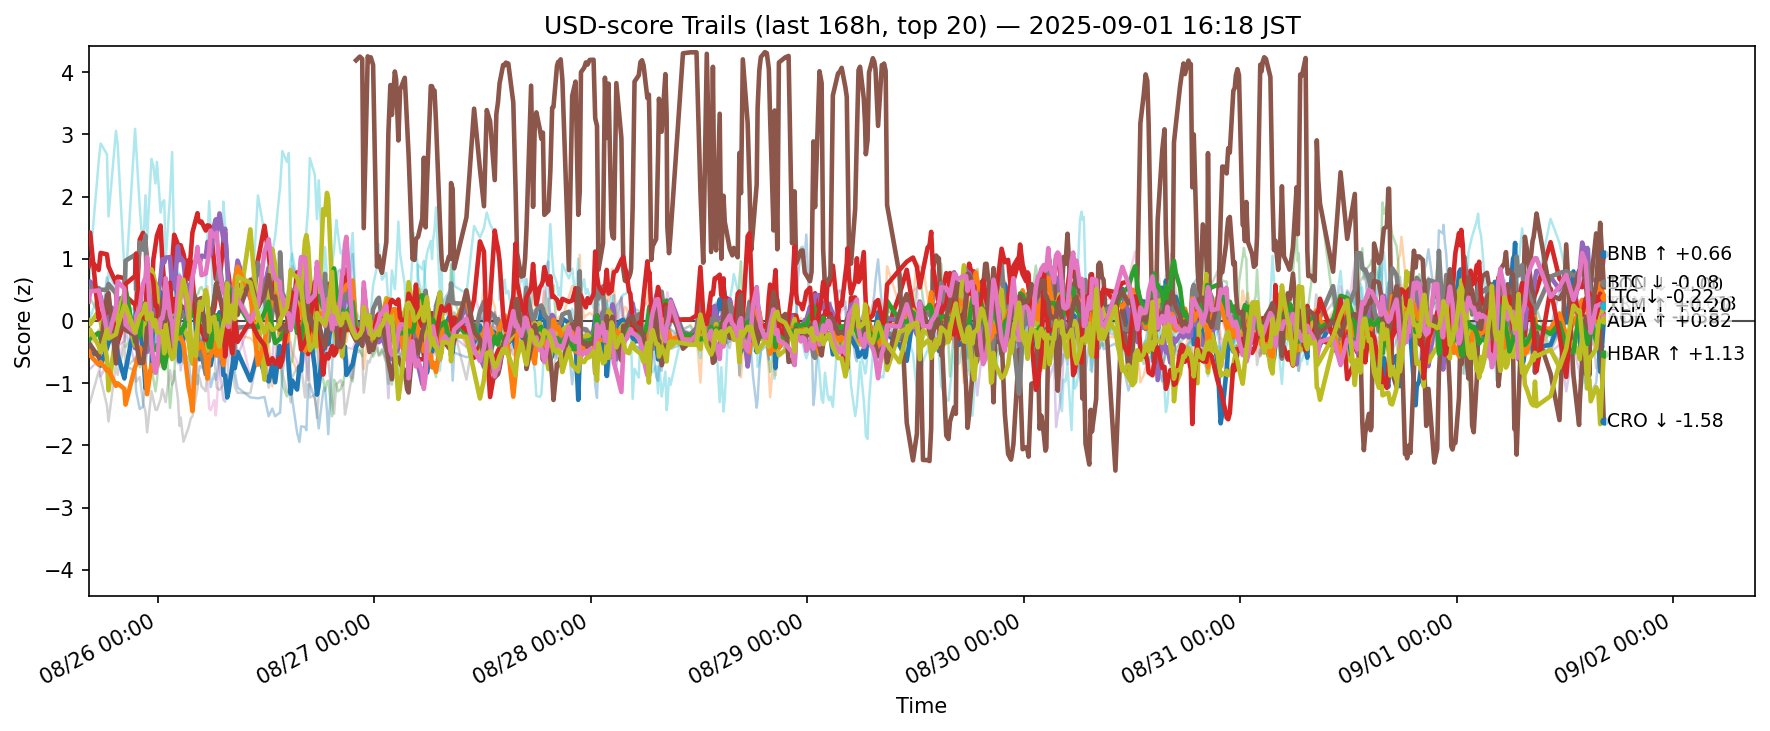 USD-score Trails (last 168h, top 20) — 2025-09-01 16:18 JST
Score (z)
4
3
2
1
0
−1
−2
−3
−4
BNB ↑ +0.66
BTC ↓ -0.08
LTC ↓ -0.22
XLM ↑ +0.20
ADA ↑ +0.82
HBAR ↑ +1.13
CRO ↓ -1.58
08/26 00:00
08/27 00:00
08/28 00:00
08/29 00:00
08/30 00:00
08/31 00:00
09/01 00:00
09/02 00:00
Time